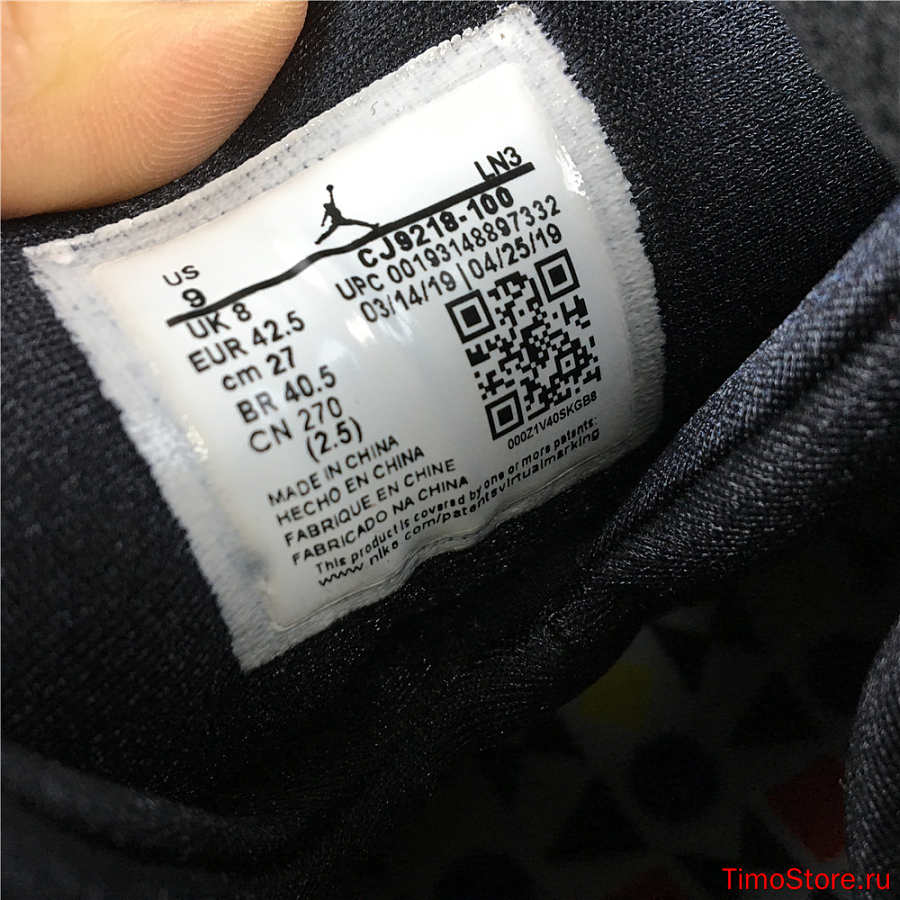 US
9
LN3
CJ9218-100
UPC 00193148897332
03/14/19 | 04/25/19
UK 8
EUR 42.5
cm 27
BR 40.5
CN 270
(2.5)
000Z1V40SKGB8
MADE IN CHINA
HECHO EN CHINA
FABRIQUE EN CHINE
FABRICADO NA CHINA
This product is covered by one or more patents:
www.nike.com/patentsvirtualmarking
TimoStore.ru